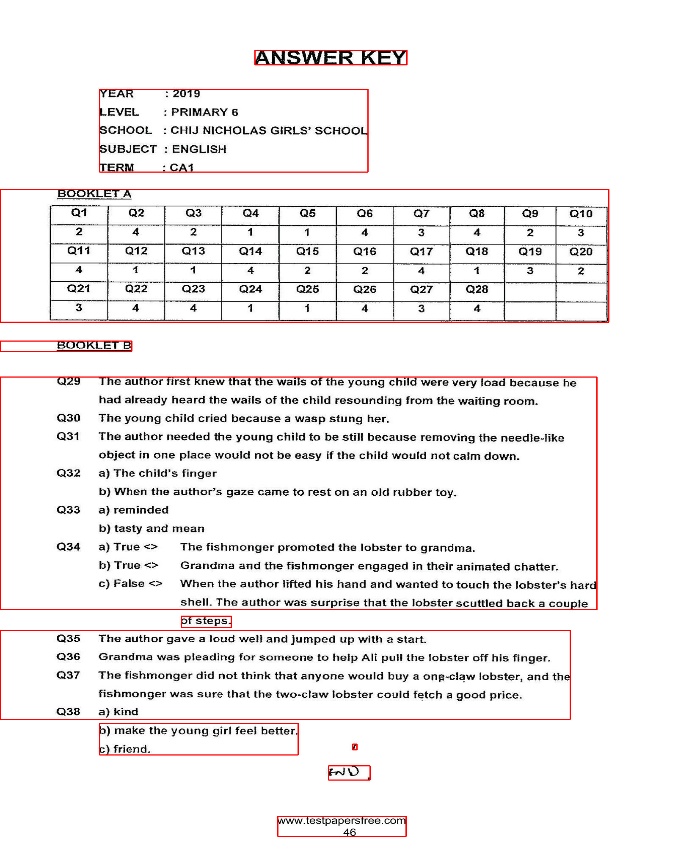 ANSWER KEY
YEAR : 2019
LEVEL : PRIMARY 6
SCHOOL : CHIJ NICHOLAS GIRLS' SCHOOL
SUBJECT : ENGLISH
TERM : CA1
BOOKLET A
Q1 Q2 Q3 Q4 Q5 Q6 Q7 Q8 Q9 Q10
2 4 2 1 1 4 3 4 2 3
Q11 Q12 Q13 Q14 Q15 Q16 Q17 Q18 Q19 Q20
4 1 1 4 2 2 4 1 3 2
Q21 Q22 Q23 Q24 Q25 Q26 Q27 Q28
3 4 4 1 1 4 3 4
BOOKLET B
Q29 The author first knew that the wails of the young child were very load because he
had already heard the wails of the child resounding from the waiting room.
Q30 The young child cried because a wasp stung her.
Q31 The author needed the young child to be still because removing the needle-like
object in one place would not be easy if the child would not calm down.
Q32 a) The child's finger
b) When the author's gaze came to rest on an old rubber toy.
Q33 a) reminded
b) tasty and mean
Q34 a) True <> The fishmonger promoted the lobster to grandma.
b) True <> Grandma and the fishmonger engaged in their animated chatter.
c) False <> When the author lifted his hand and wanted to touch the lobster's hard
shell. The author was surprise that the lobster scuttled back a couple
of steps.
Q35 The author gave a loud well and jumped up with a start.
Q36 Grandma was pleading for someone to help Ali pull the lobster off his finger.
Q37 The fishmonger did not think that anyone would buy a one-claw lobster, and the
fishmonger was sure that the two-claw lobster could fetch a good price.
Q38 a) kind
b) make the young girl feel better.
c) friend.
END
www.testpapersfree.com
46